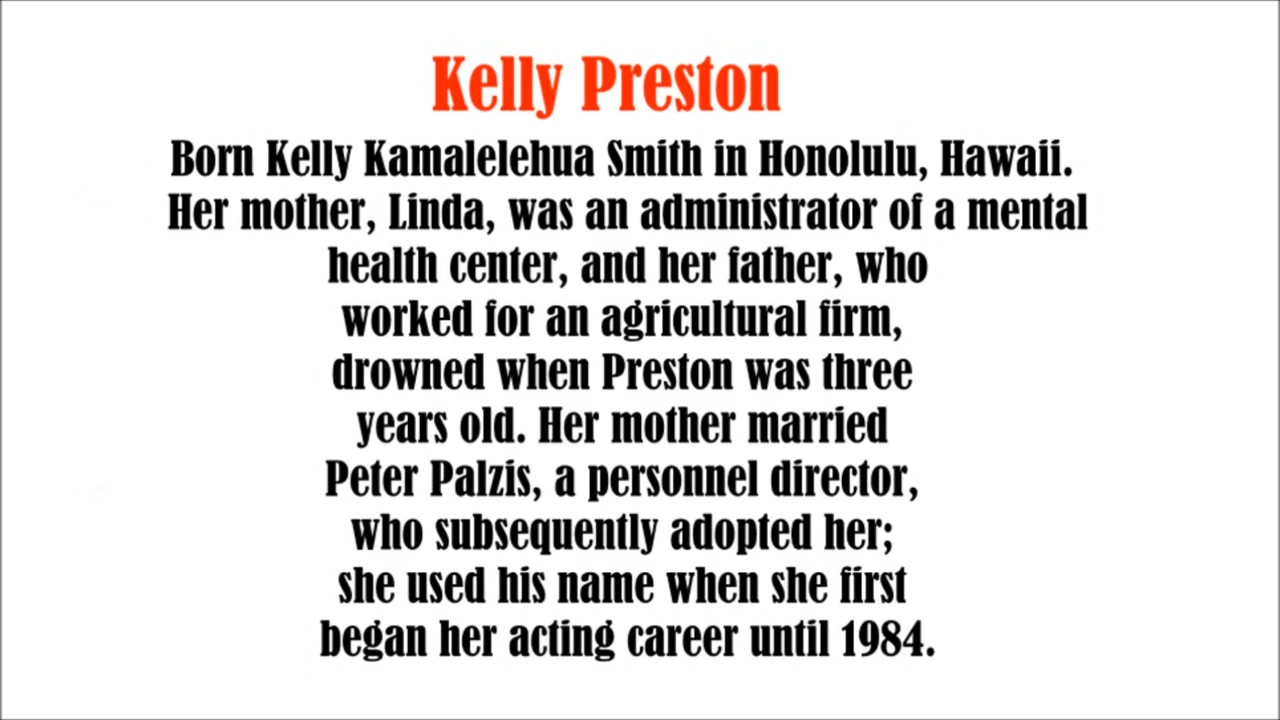 Kelly Preston
Born Kelly Kamalelehua Smith in Honolulu, Hawaii.
Her mother, Linda, was an administrator of a mental
health center, and her father, who
worked for an agricultural firm,
drowned when Preston was three
years old. Her mother married
Peter Palzis, a personnel director,
who subsequently adopted her;
she used his name when she first
began her acting career until 1984.